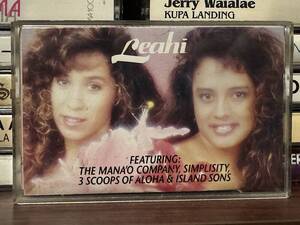 Jerry Waialae
KUPA LANDING
Leahi
FEATURING:
THE MANA'O COMPANY, SIMPLISITY,
3 SCOOPS OF ALOHA & ISLAND SONS